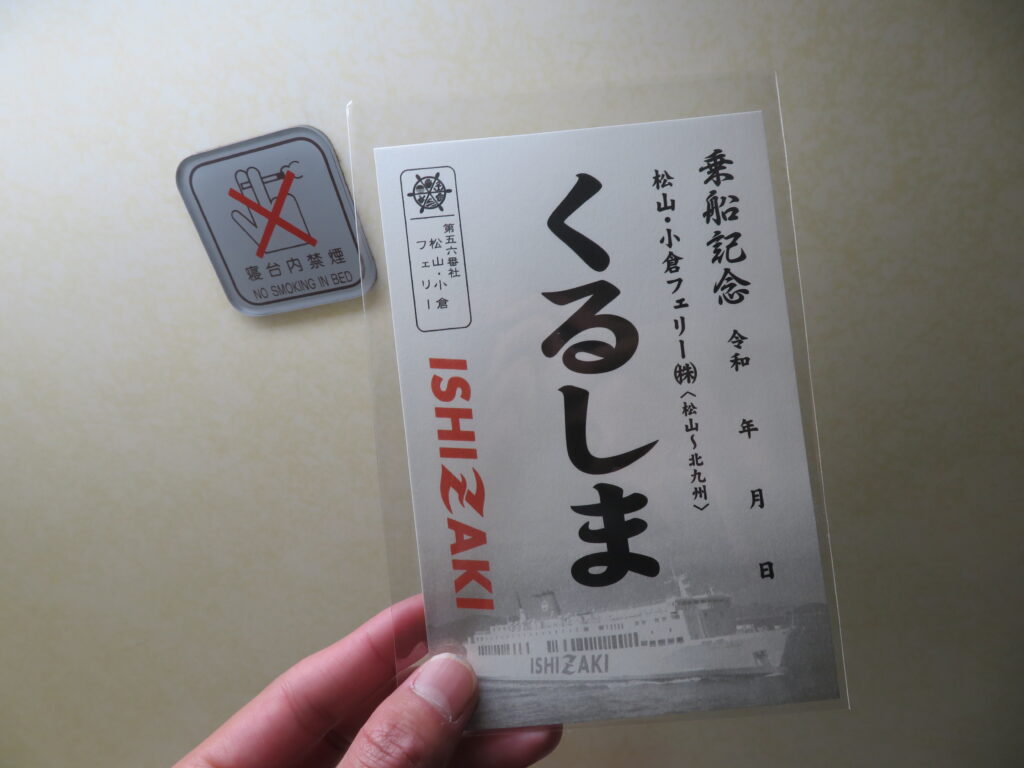 乗船記念
令和 年 月 日
松山・小倉フェリー㈱〈松山～北九州〉
くるしま
第五六番社
松山・小倉
フェリー
ISHIZAKI
ISHIZAKI
寝台内禁煙
NO SMOKING IN BED